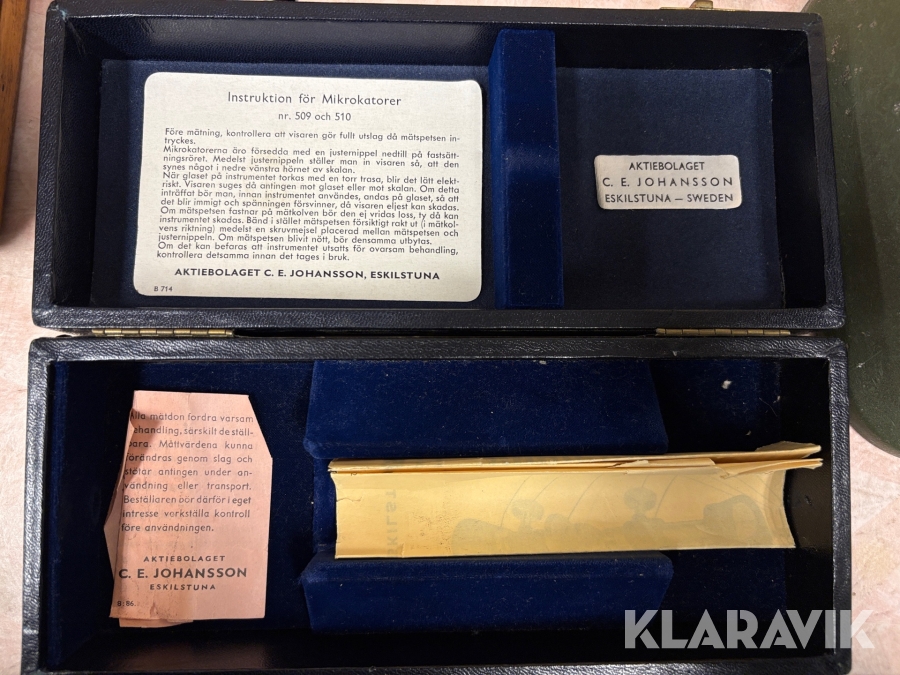 Instruktion för Mikrokatorer
nr. 509 och 510
Före mätning, kontrollera att visaren gör fullt utslag då mätspetsen in-
tryckes.
Mikrokatorerna äro försedda med en justernippel nedtill på fastsätt-
ningsröret. Medelst justernippeln ställer man in visaren så, att den
synes något i nedre vänstra hörnet av skalan.
När glaset på instrumentet torkas med en torr trasa, blir det lätt elekt-
riskt. Visaren suges då antingen mot glaset eller mot skalan. Om detta
inträffat bör man, innan instrumentet användes, andas på glaset, så att
det blir immigt och spänningen försvinner, då visaren eljest kan skadas.
Om mätspetsen fastnar på mätkolven bör den ej vridas loss, ty då kan
instrumentet skadas. Bänd i stället mätspetsen försiktigt rakt ut (i mätkol-
vens riktning) medelst en skruvmejsel placerad mellan mätspetsen och
justernippeln. Om mätspetsen blivit nött, bör densamma utbytas.
Om det kan befaras att instrumentet utsatts för ovarsam behandling,
kontrollera detsamma innan det tages i bruk.
AKTIEBOLAGET C. E. JOHANSSON, ESKILSTUNA
B 714
AKTIEBOLAGET
C. E. JOHANSSON
ESKILSTUNA — SWEDEN
Alla mätdon fordra varsam
behandling, särskilt de ställ-
bara. Måttvärdena kunna
förändras genom slag och
stötar antingen under an-
vändning eller transport.
Beställaren bör därför i eget
intresse verkställa kontroll
före användningen.
AKTIEBOLAGET
C. E. JOHANSSON
ESKILSTUNA
B 86.
KILST
KLARAVIK